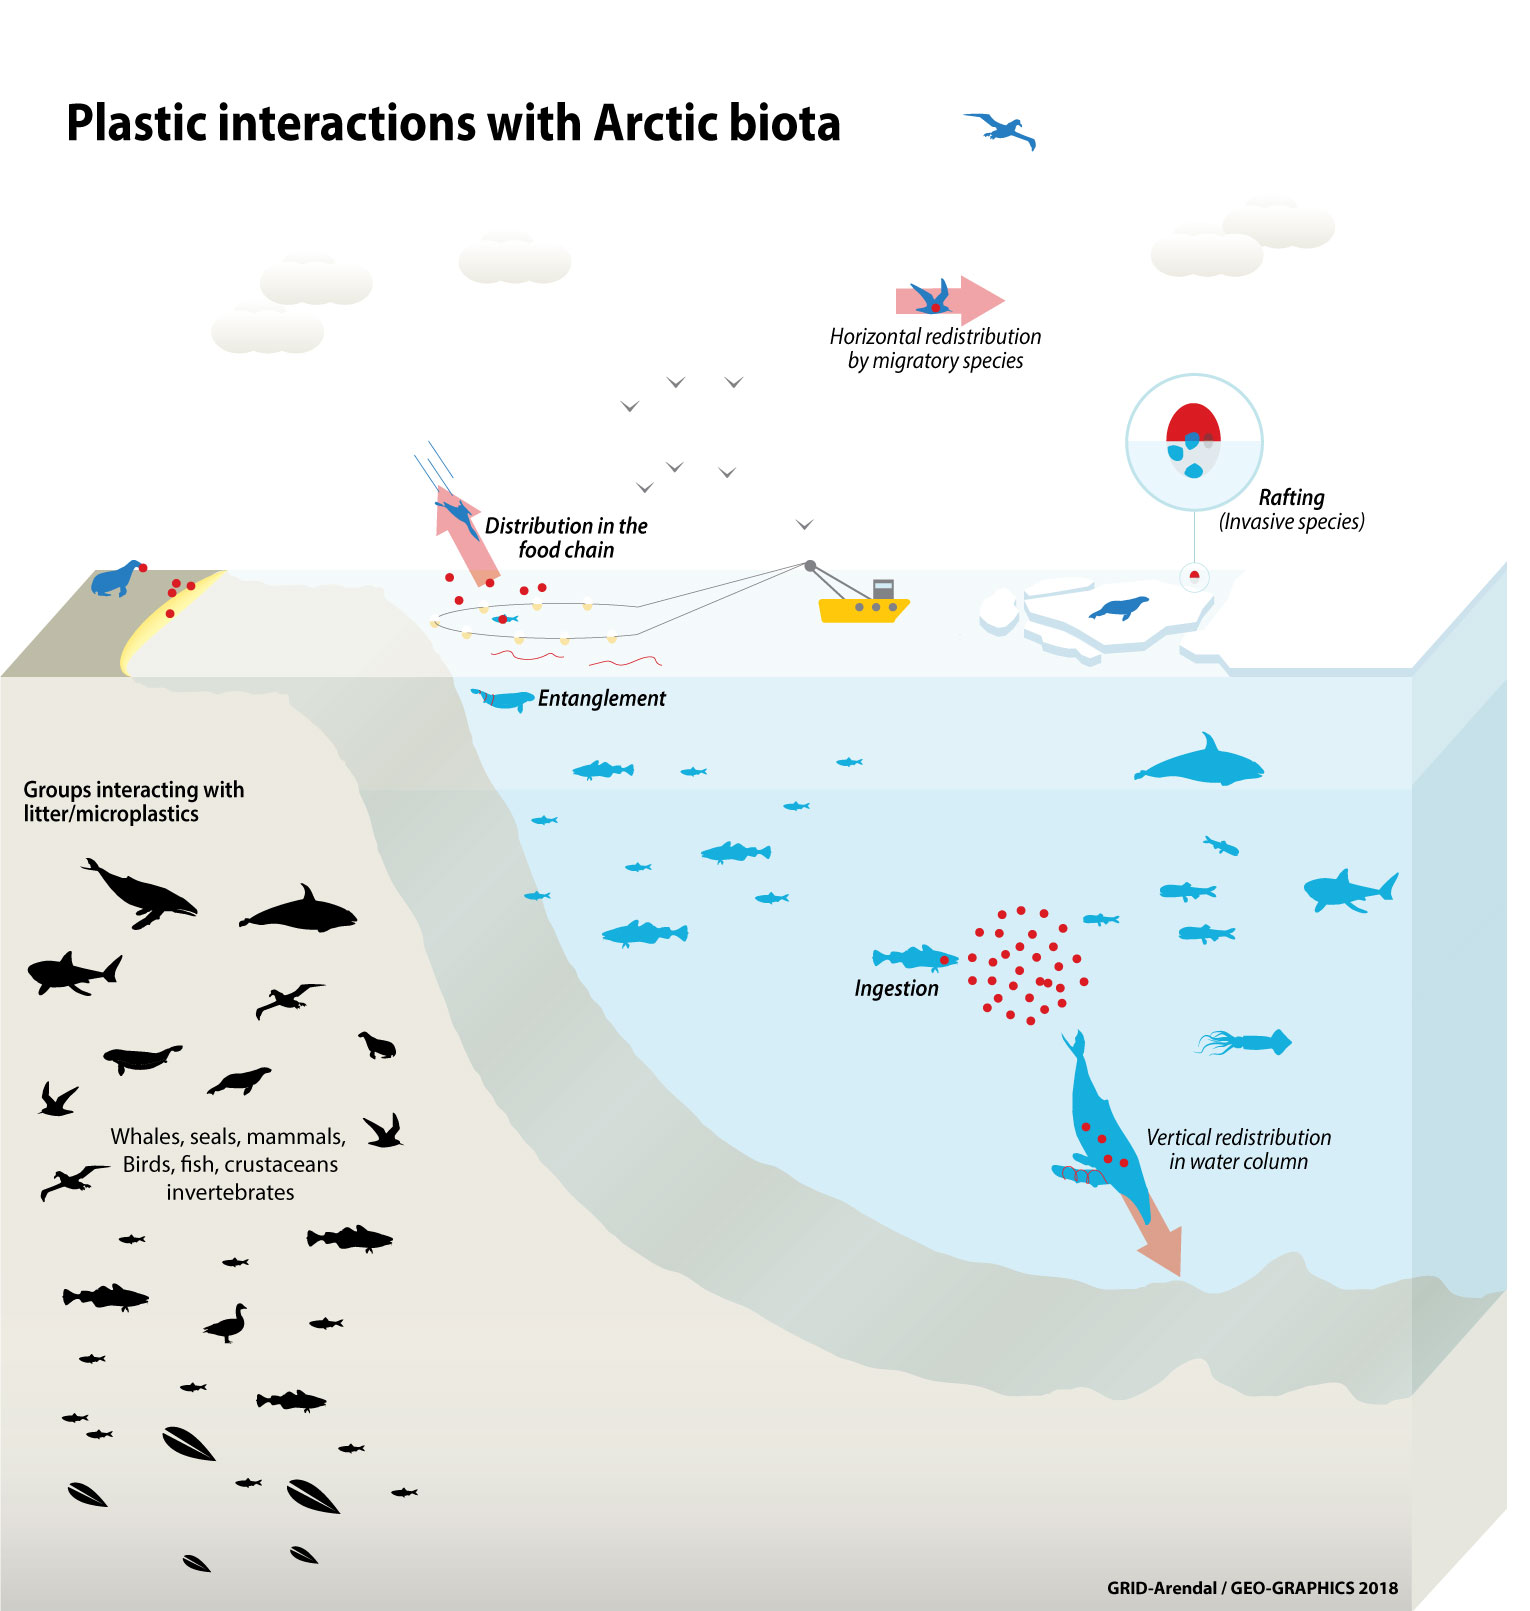 Plastic interactions with Arctic biota
Horizontal redistribution
by migratory species
Rafting
(Invasive species)
Distribution in the
food chain
Entanglement
Groups interacting with
litter/microplastics
Ingestion
Vertical redistribution
in water column
Whales, seals, mammals,
Birds, fish, crustaceans
invertebrates
GRID-Arendal / GEO-GRAPHICS 2018